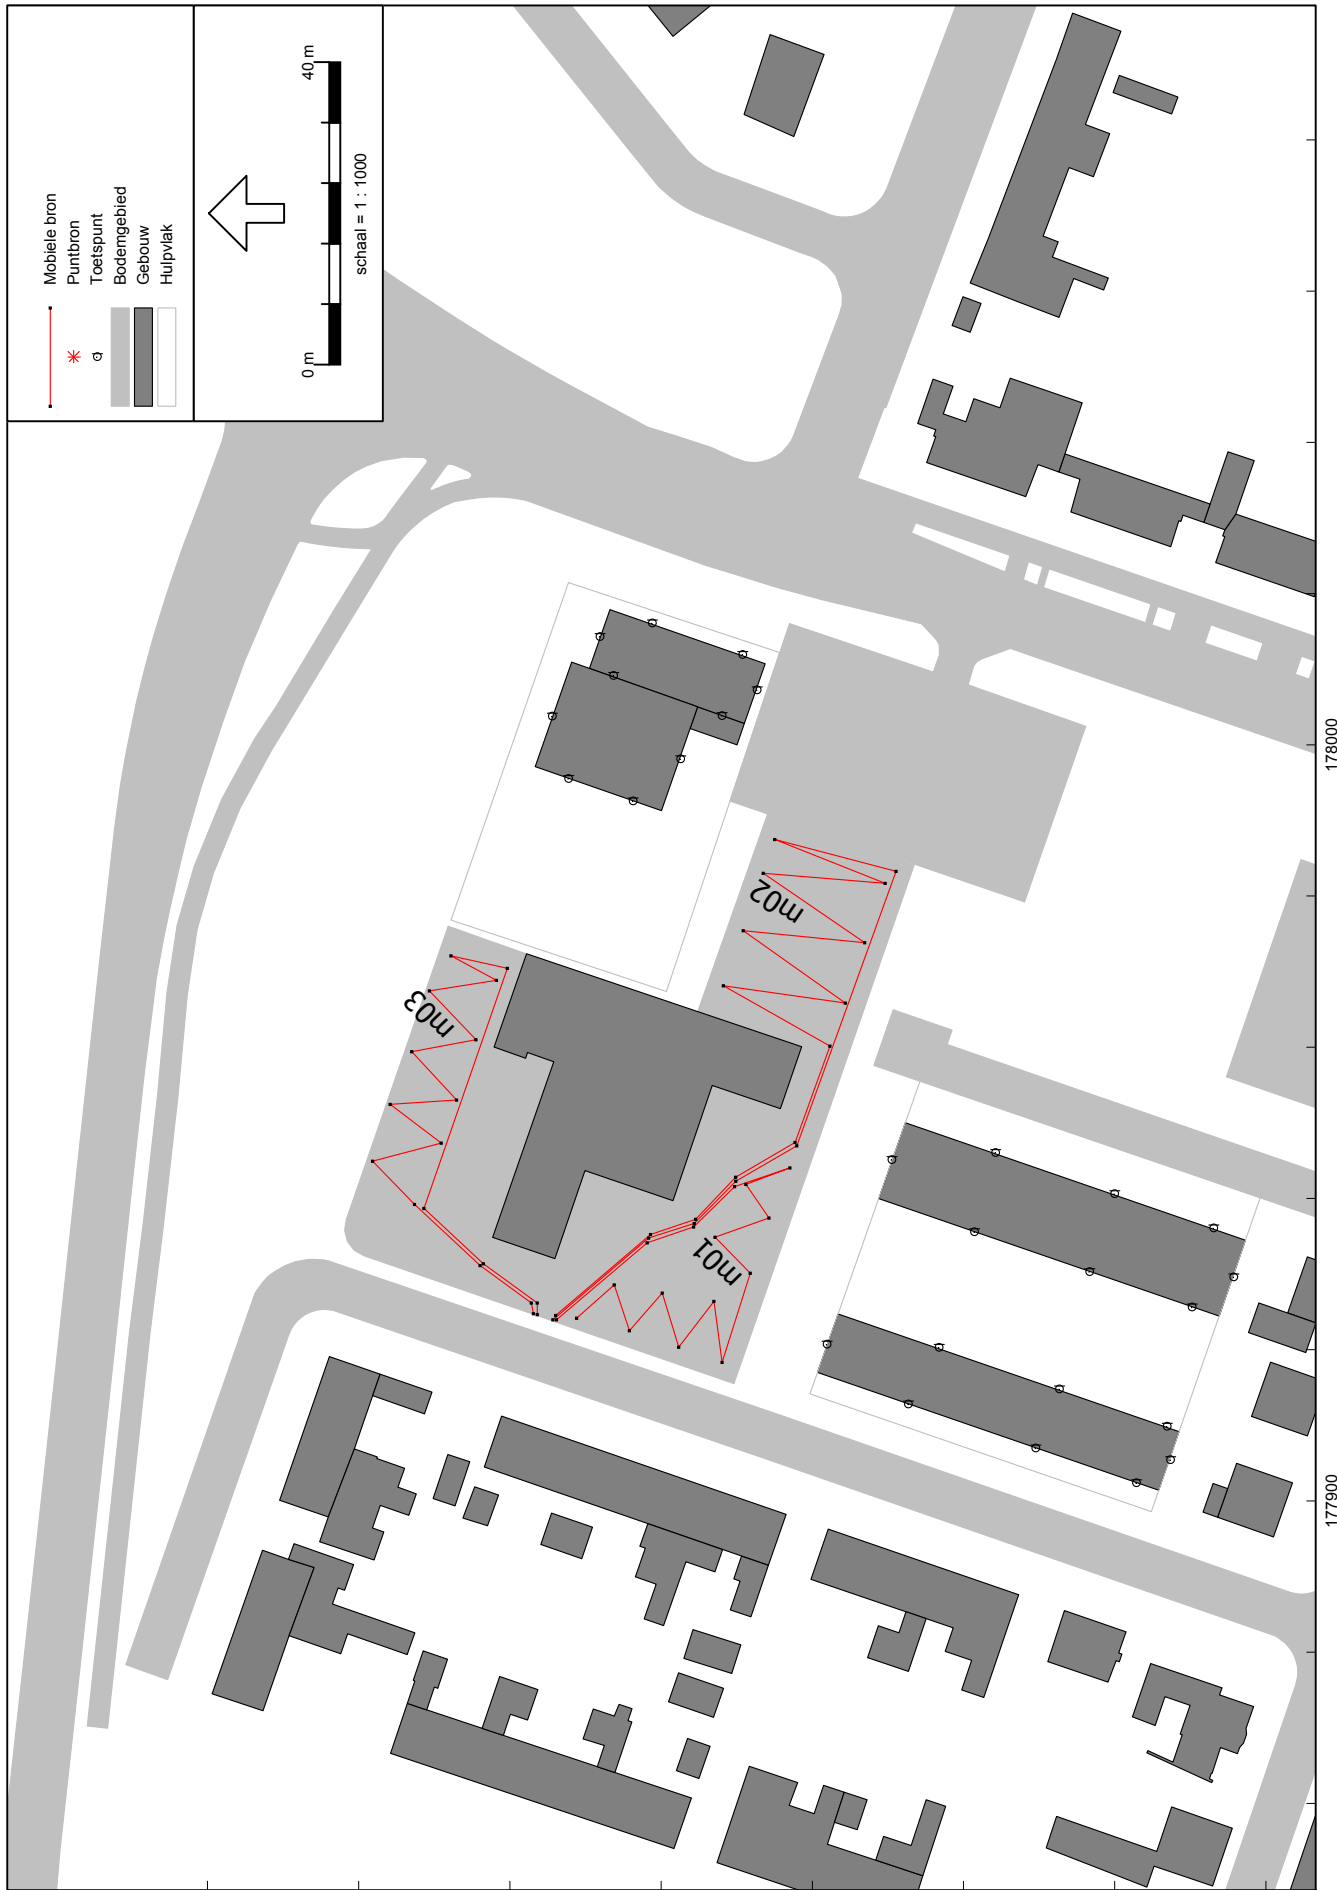 Mobiele bron
Puntbron
Toetspunt
Bodemgebied
Gebouw
Hulpvlak
0 m
40 m
schaal = 1 : 1000
m03
m02
m01
177900
178000